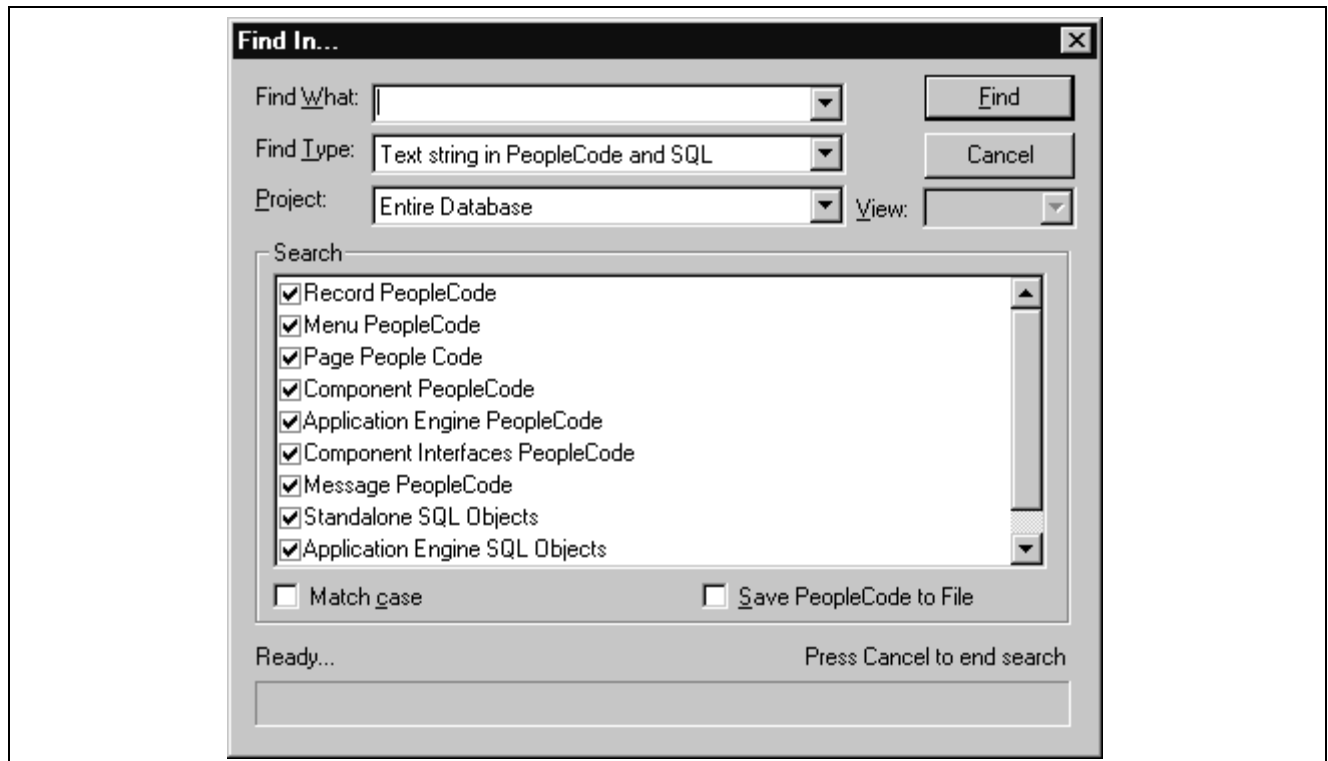 Find In...
Find What:
Find
Find Type: Text string in PeopleCode and SQL
Cancel
Project: Entire Database
View:
Search
Record PeopleCode
Menu PeopleCode
Page People Code
Component PeopleCode
Application Engine PeopleCode
Component Interfaces PeopleCode
Message PeopleCode
Standalone SQL Objects
Application Engine SQL Objects
Match case
Save PeopleCode to File
Ready...
Press Cancel to end search